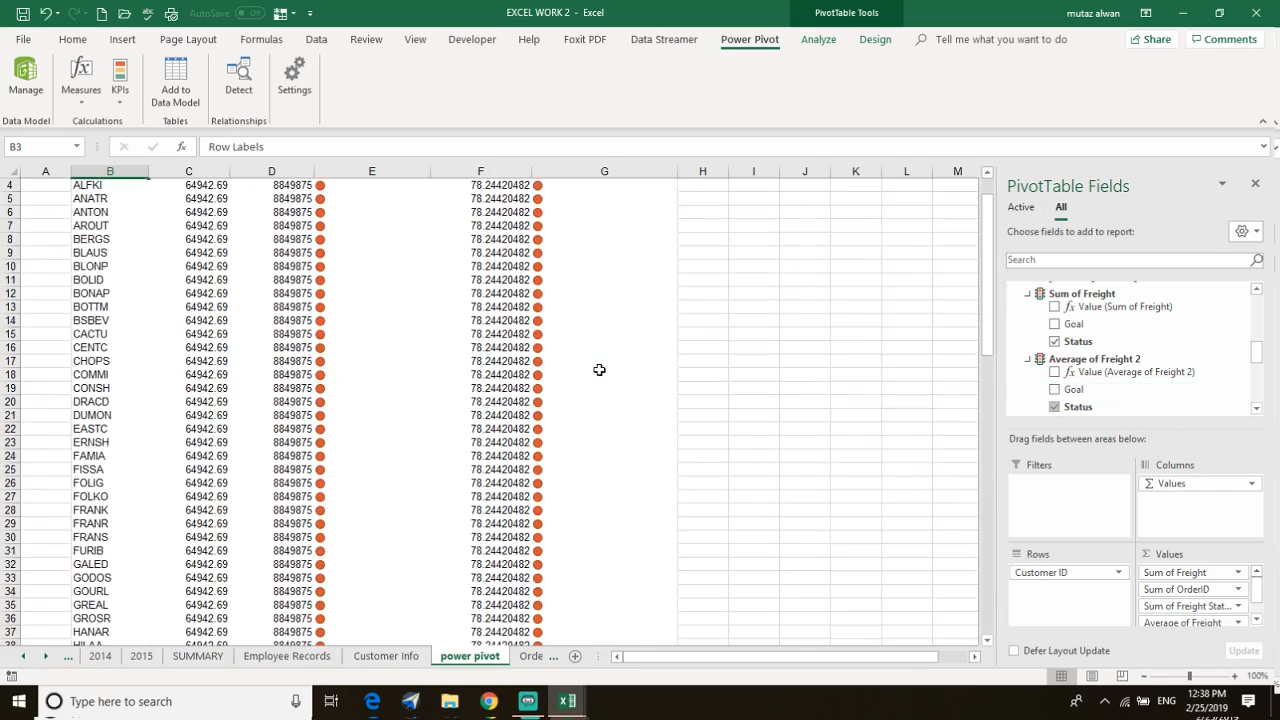 AutoSave Off
EXCEL WORK 2 - Excel
PivotTable Tools
mutaz alwan
File Home Insert Page Layout Formulas Data Review View Developer Help Foxit PDF Data Streamer Power Pivot Analyze Design Tell me what you want to do Share Comments
Manage Measures KPIs Add to Data Model Detect Settings
Data Model Calculations Tables Relationships
B3 fx Row Labels
A B C D E F G H I J K L M
4 ALFKI 64942.69 8849875 78.24420482
5 ANATR 64942.69 8849875 78.24420482
6 ANTON 64942.69 8849875 78.24420482
7 AROUT 64942.69 8849875 78.24420482
8 BERGS 64942.69 8849875 78.24420482
9 BLAUS 64942.69 8849875 78.24420482
10 BLONP 64942.69 8849875 78.24420482
11 BOLID 64942.69 8849875 78.24420482
12 BONAP 64942.69 8849875 78.24420482
13 BOTTM 64942.69 8849875 78.24420482
14 BSBEV 64942.69 8849875 78.24420482
15 CACTU 64942.69 8849875 78.24420482
16 CENTC 64942.69 8849875 78.24420482
17 CHOPS 64942.69 8849875 78.24420482
18 COMMI 64942.69 8849875 78.24420482
19 CONSH 64942.69 8849875 78.24420482
20 DRACD 64942.69 8849875 78.24420482
21 DUMON 64942.69 8849875 78.24420482
22 EASTC 64942.69 8849875 78.24420482
23 ERNSH 64942.69 8849875 78.24420482
24 FAMIA 64942.69 8849875 78.24420482
25 FISSA 64942.69 8849875 78.24420482
26 FOLIG 64942.69 8849875 78.24420482
27 FOLKO 64942.69 8849875 78.24420482
28 FRANK 64942.69 8849875 78.24420482
29 FRANR 64942.69 8849875 78.24420482
30 FRANS 64942.69 8849875 78.24420482
31 FURIB 64942.69 8849875 78.24420482
32 GALED 64942.69 8849875 78.24420482
33 GODOS 64942.69 8849875 78.24420482
34 GOURL 64942.69 8849875 78.24420482
35 GREAL 64942.69 8849875 78.24420482
36 GROSR 64942.69 8849875 78.24420482
37 HANAR 64942.69 8849875 78.24420482
PivotTable Fields
Active All
Choose fields to add to report:
Search
Sum of Freight
fx Value (Sum of Freight)
Goal
Status
Average of Freight 2
fx Value (Average of Freight 2)
Goal
Status
Drag fields between areas below:
Filters Columns
Σ Values
Rows Σ Values
Customer ID Sum of Freight
Sum of OrderID
Sum of Freight Stat...
Average of Freight
Defer Layout Update Update
... 2014 2015 SUMMARY Employee Records Customer Info power pivot Orde ...
100%
Type here to search
ENG
12:38 PM
2/25/2019